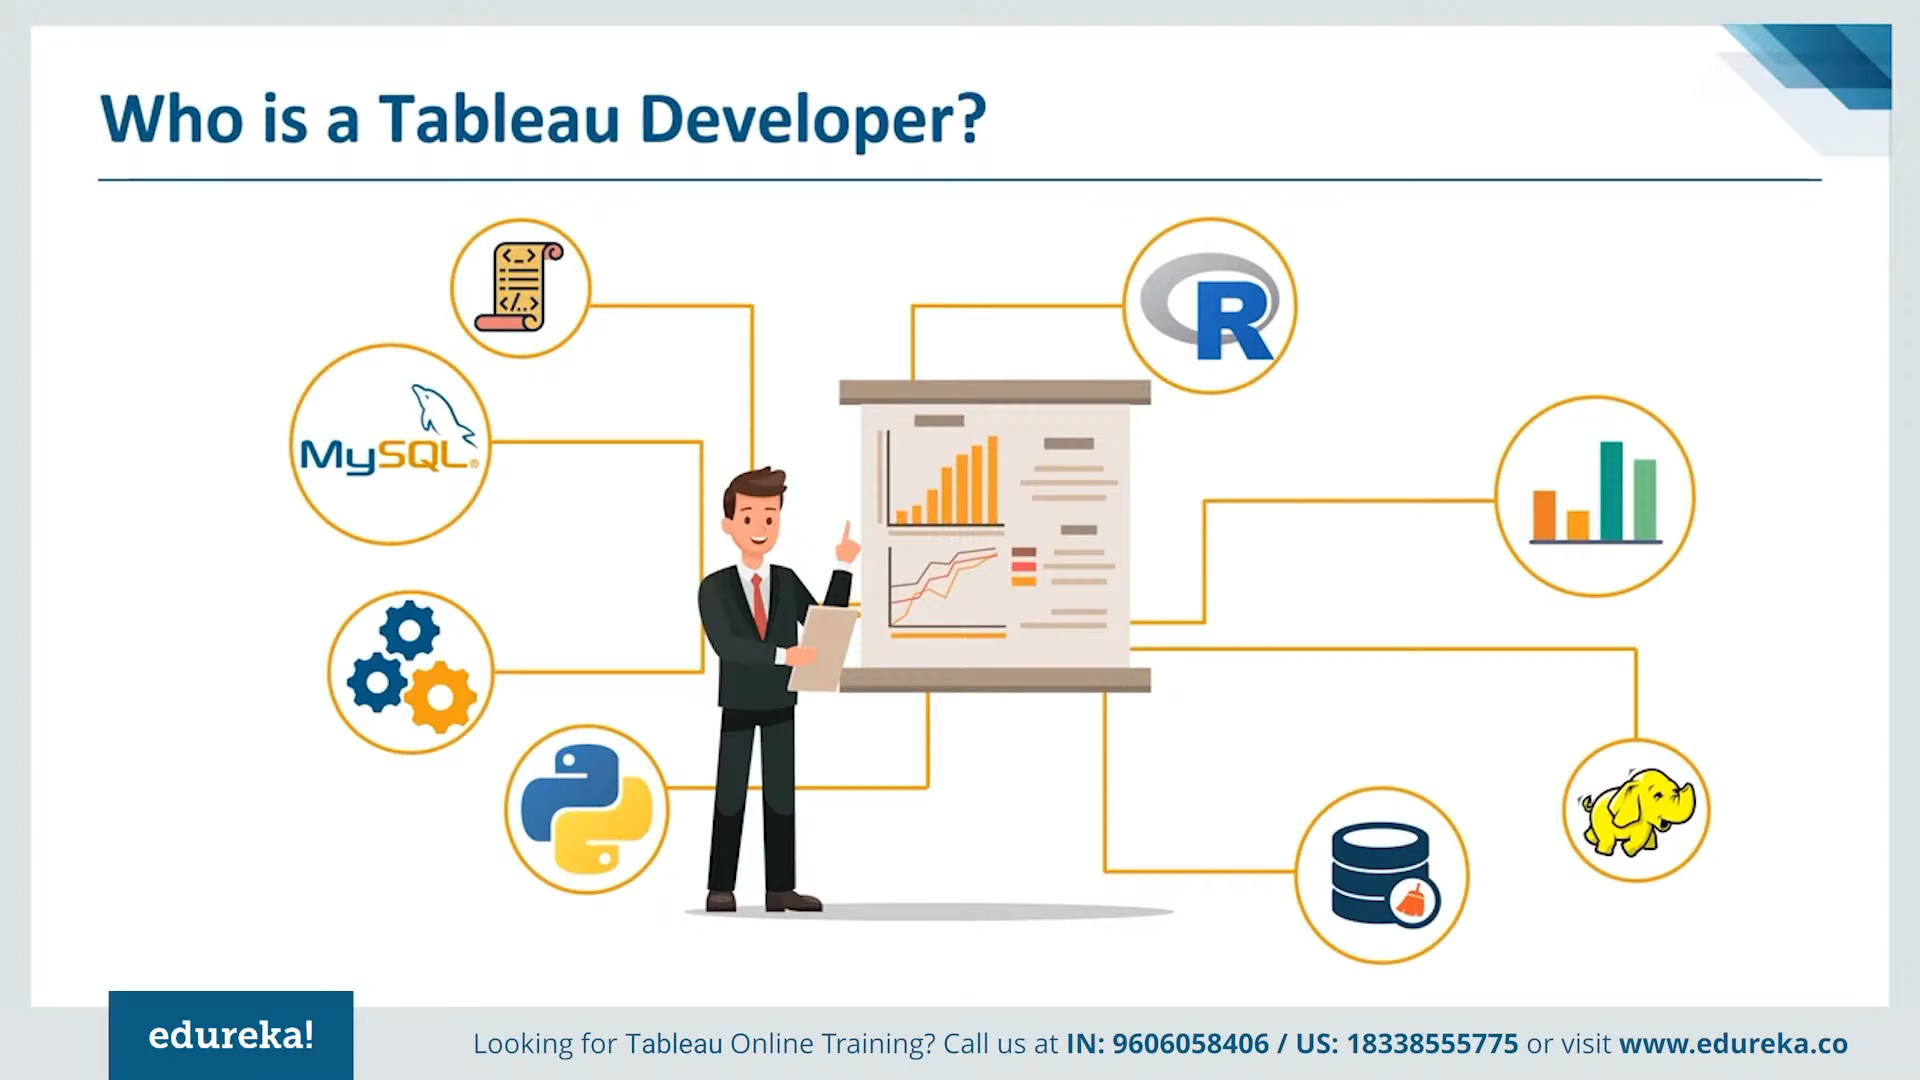 Who is a Tableau Developer?
<_>
</..>
R
MySQL®
edureka!
Looking for Tableau Online Training? Call us at IN: 9606058406 / US: 18338555775 or visit www.edureka.co